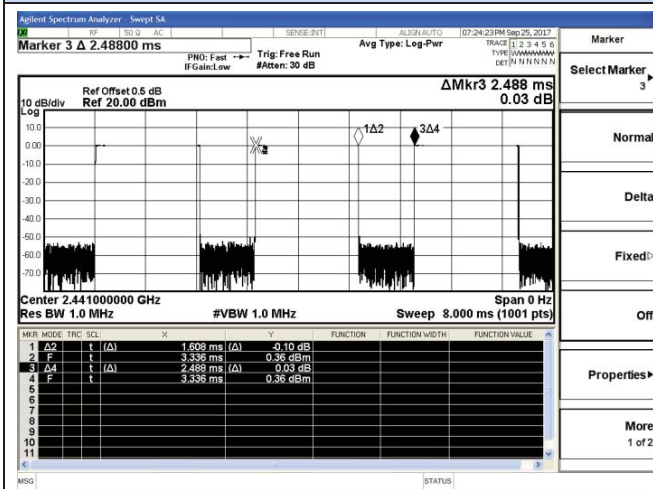 Agilent Spectrum Analyzer - Swept SA
RF 50 Ω AC SENSE:INT ALIGN AUTO 07:24:23 PM Sep 25, 2017
Marker 3 Δ 2.48800 ms
PNO: Fast
IFGain:Low
Trig: Free Run
#Atten: 30 dB
Avg Type: Log-Pwr
TRACE 1 2 3 4 5 6
TYPE WWWWWW
DET N N N N N N
Ref Offset 0.5 dB
10 dB/div Ref 20.00 dBm
Log
ΔMkr3 2.488 ms
0.03 dB
10.0
0.00
-10.0
-20.0
-30.0
-40.0
-50.0
-60.0
-70.0
1Δ2
3Δ4
Center 2.441000000 GHz Span 0 Hz
Res BW 1.0 MHz #VBW 1.0 MHz Sweep 8.000 ms (1001 pts)
MKR MODE TRC SCL X Y FUNCTION FUNCTION WIDTH FUNCTION VALUE
1 Δ2 t (Δ) 1.608 ms (Δ) -0.10 dB
2 F t 3.336 ms 0.36 dBm
3 Δ4 t (Δ) 2.488 ms (Δ) 0.03 dB
4 F t 3.336 ms 0.36 dBm
5
6
7
8
9
10
11
MSG STATUS
Marker
Select Marker
3
Normal
Delta
Fixed
Off
Properties
More
1 of 2